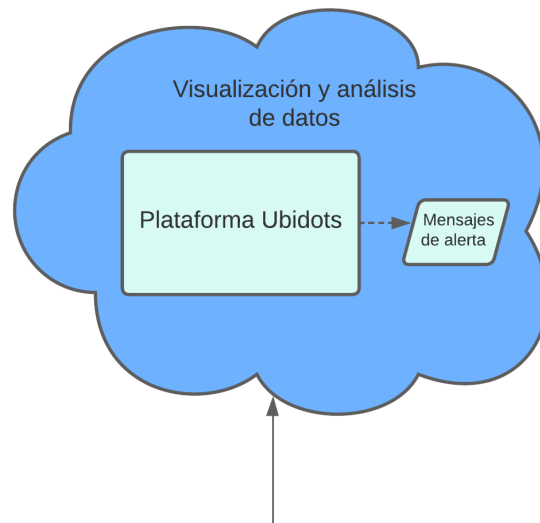 Visualización y análisis
de datos
Plataforma Ubidots
Mensajes
de alerta